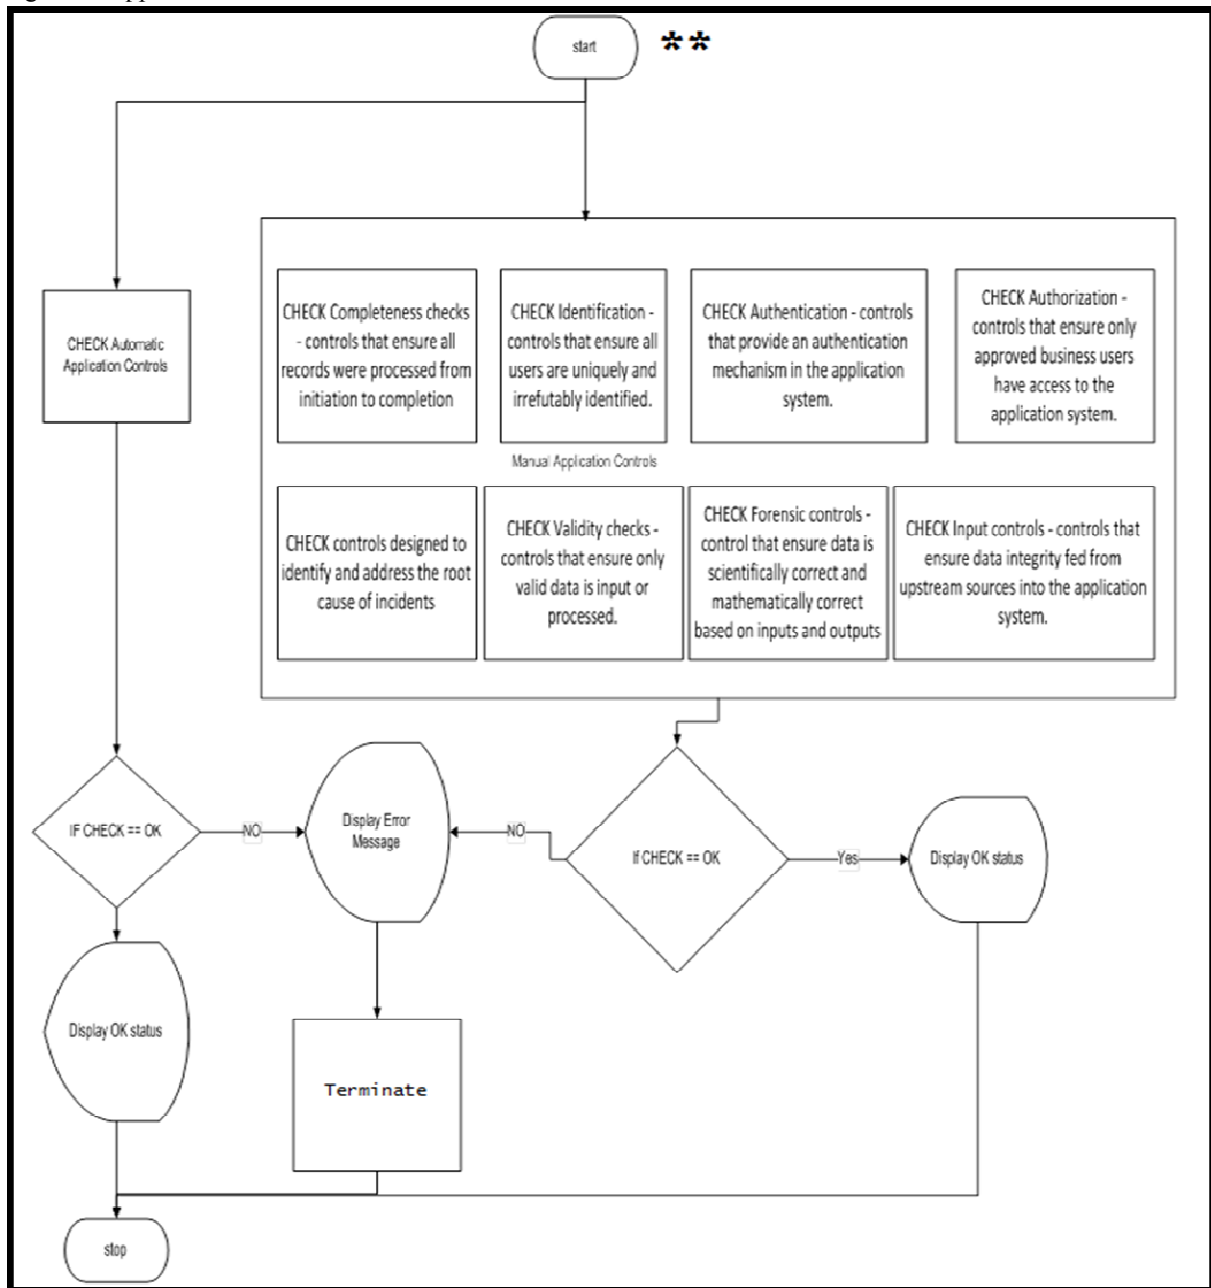 start **
CHECK Automatic
Application Controls
CHECK Completeness checks
- controls that ensure all
records were processed from
initiation to completion
CHECK Identification -
controls that ensure all
users are uniquely and
irrefutably identified.
CHECK Authentication - controls
that provide an authentication
mechanism in the application
system.
CHECK Authorization -
controls that ensure only
approved business users
have access to the
application system.
Manual Application Controls
CHECK controls designed to
identify and address the root
cause of incidents
CHECK Validity checks -
controls that ensure only
valid data is input or
processed.
CHECK Forensic controls -
control that ensure data is
scientifically correct and
mathematically correct
based on inputs and outputs
CHECK Input controls - controls that
ensure data integrity fed from
upstream sources into the application
system.
IF CHECK == OK
NO
Display Error
Message
NO
If CHECK == OK
Yes
Display OK status
Display OK status
Terminate
stop